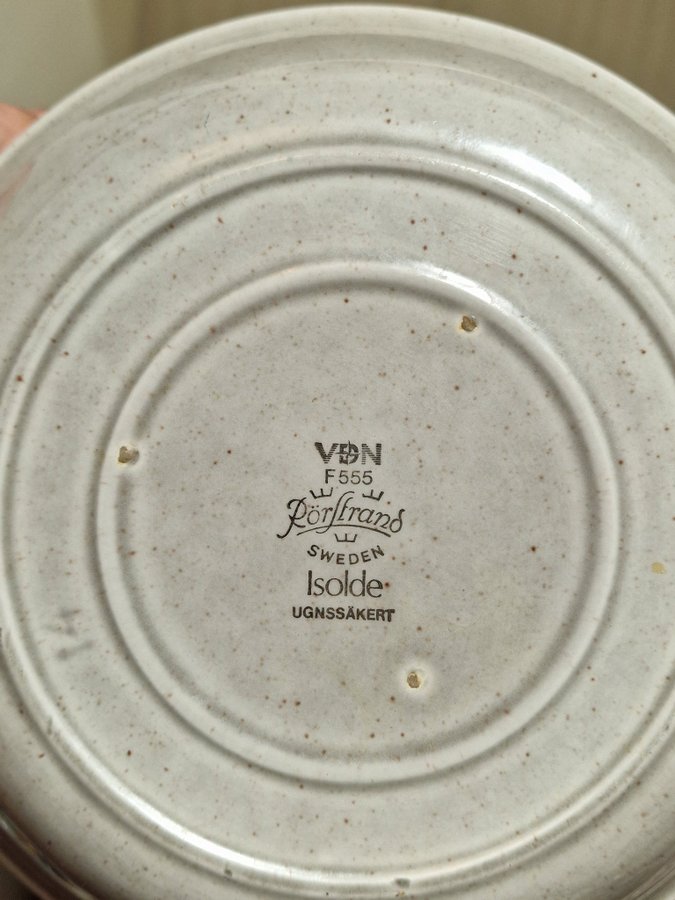 VDN
F555
Rörstrand
SWEDEN
Isolde
UGNSSÄKERT